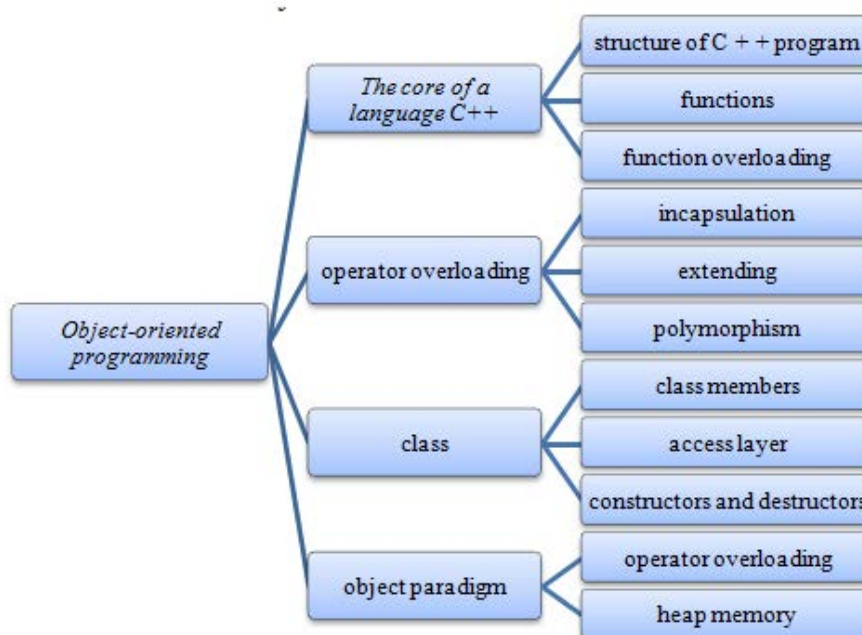 The core of a
language C++
structure of C + + program
functions
function overloading
operator overloading
incapsulation
extending
polymorphism
Object-oriented
programming
class
class members
access layer
constructors and destructors
object paradigm
operator overloading
heap memory